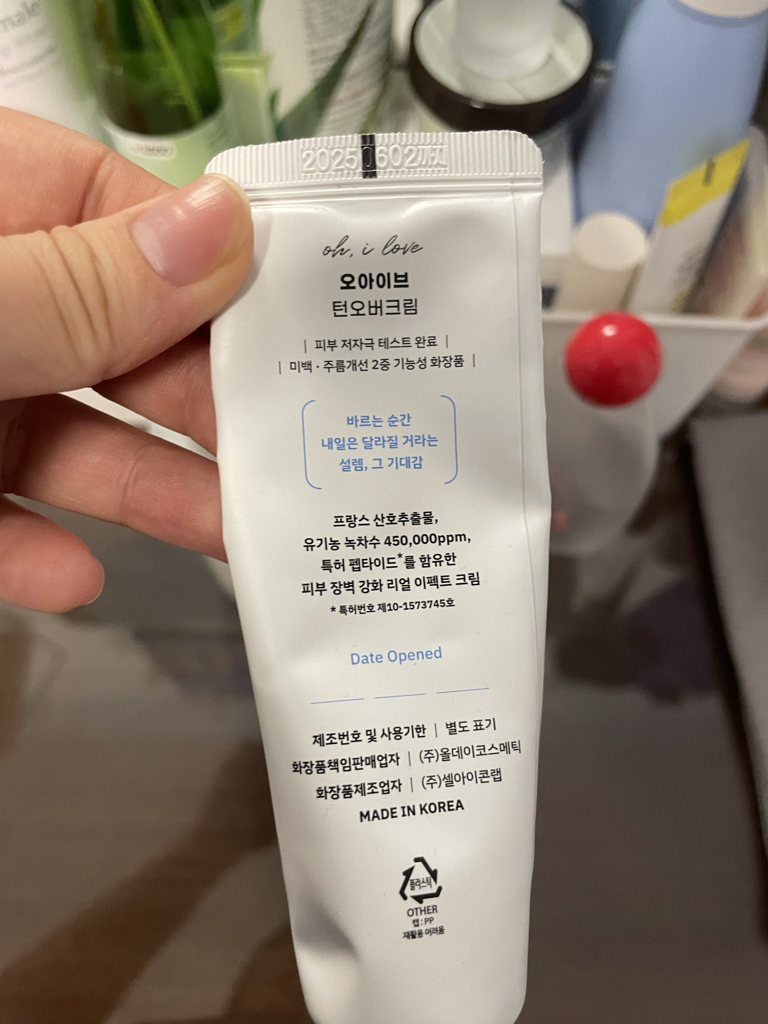 20250602까지
oh, i love
오아이브
턴오버크림
| 피부 저자극 테스트 완료 |
| 미백 · 주름개선 2중 기능성 화장품 |
바르는 순간
내일은 달라질 거라는
설렘, 그 기대감
프랑스 산호추출물,
유기농 녹차수 450,000ppm,
특허 펩타이드*를 함유한
피부 장벽 강화 리얼 이펙트 크림
* 특허번호 제10-1573745호
Date Opened
제조번호 및 사용기한 | 별도 표기
화장품책임판매업자 | (주)올데이코스메틱
화장품제조업자 | (주)셀아이콘랩
MADE IN KOREA
플라스틱
OTHER
캡 : PP
재활용 어려움